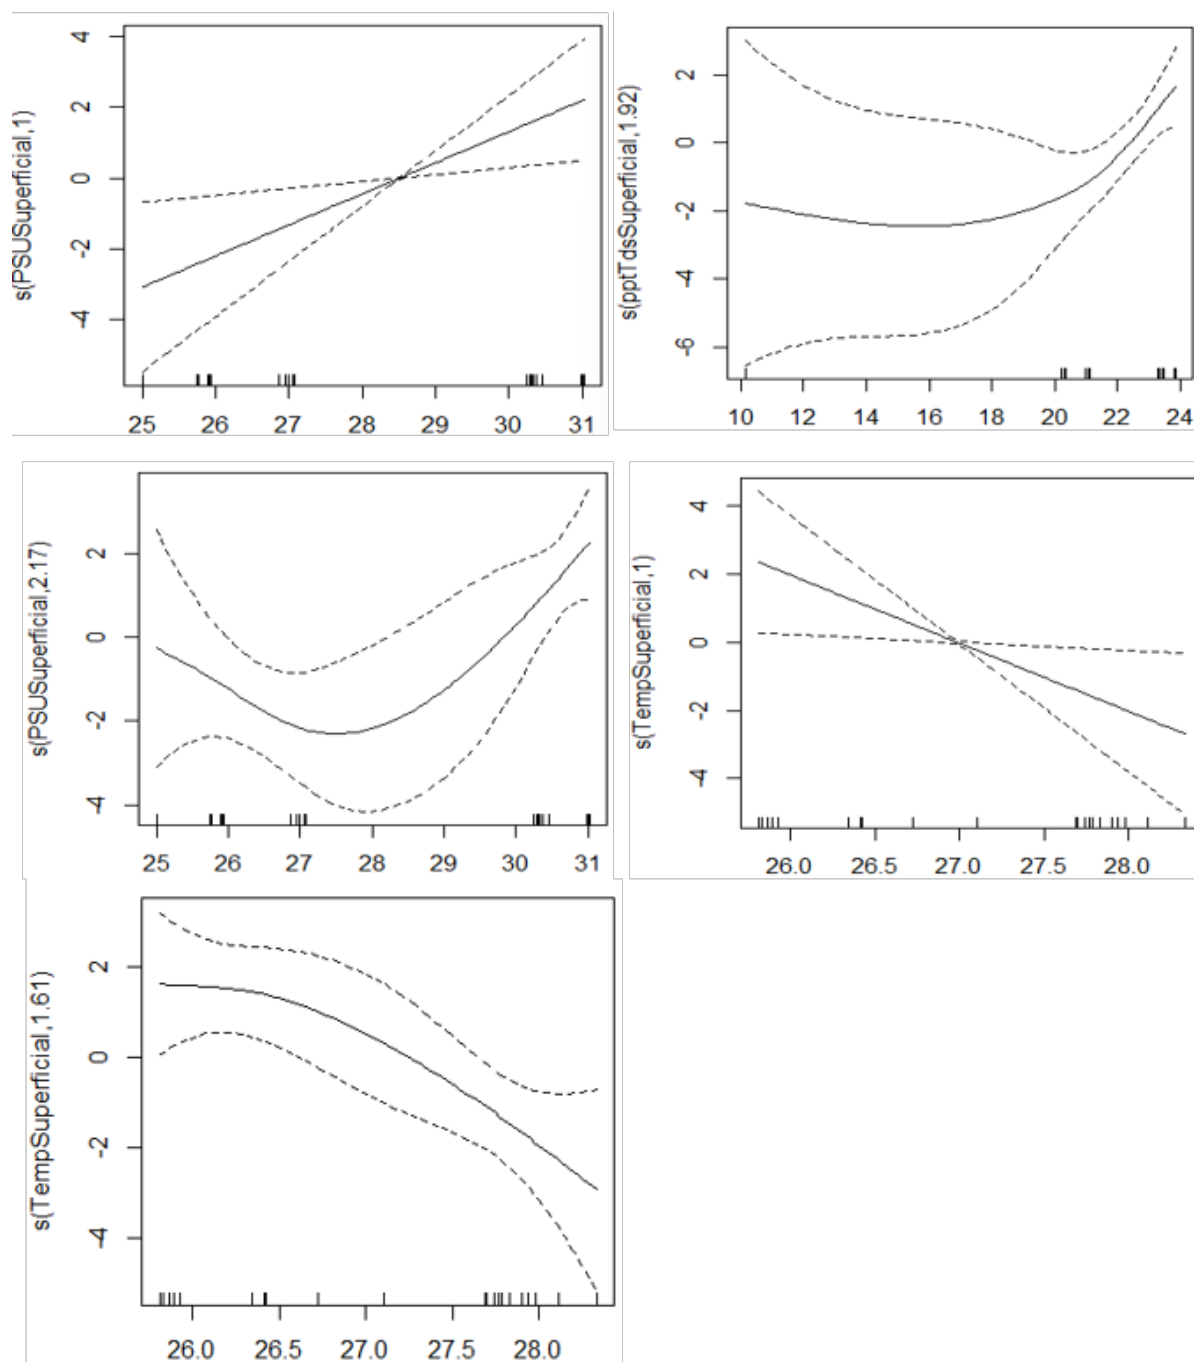 s(PSUSuperficial,1)
4
2
0
-2
-4
25 26 27 28 29 30 31
s(pptTdsSuperficial,1.92)
2
0
-2
-4
-6
10 12 14 16 18 20 22 24
s(PSUSuperficial,2.17)
2
0
-2
-4
25 26 27 28 29 30 31
s(TempSuperficial,1)
4
2
0
-2
-4
26.0 26.5 27.0 27.5 28.0
s(TempSuperficial,1.61)
2
0
-2
-4
26.0 26.5 27.0 27.5 28.0